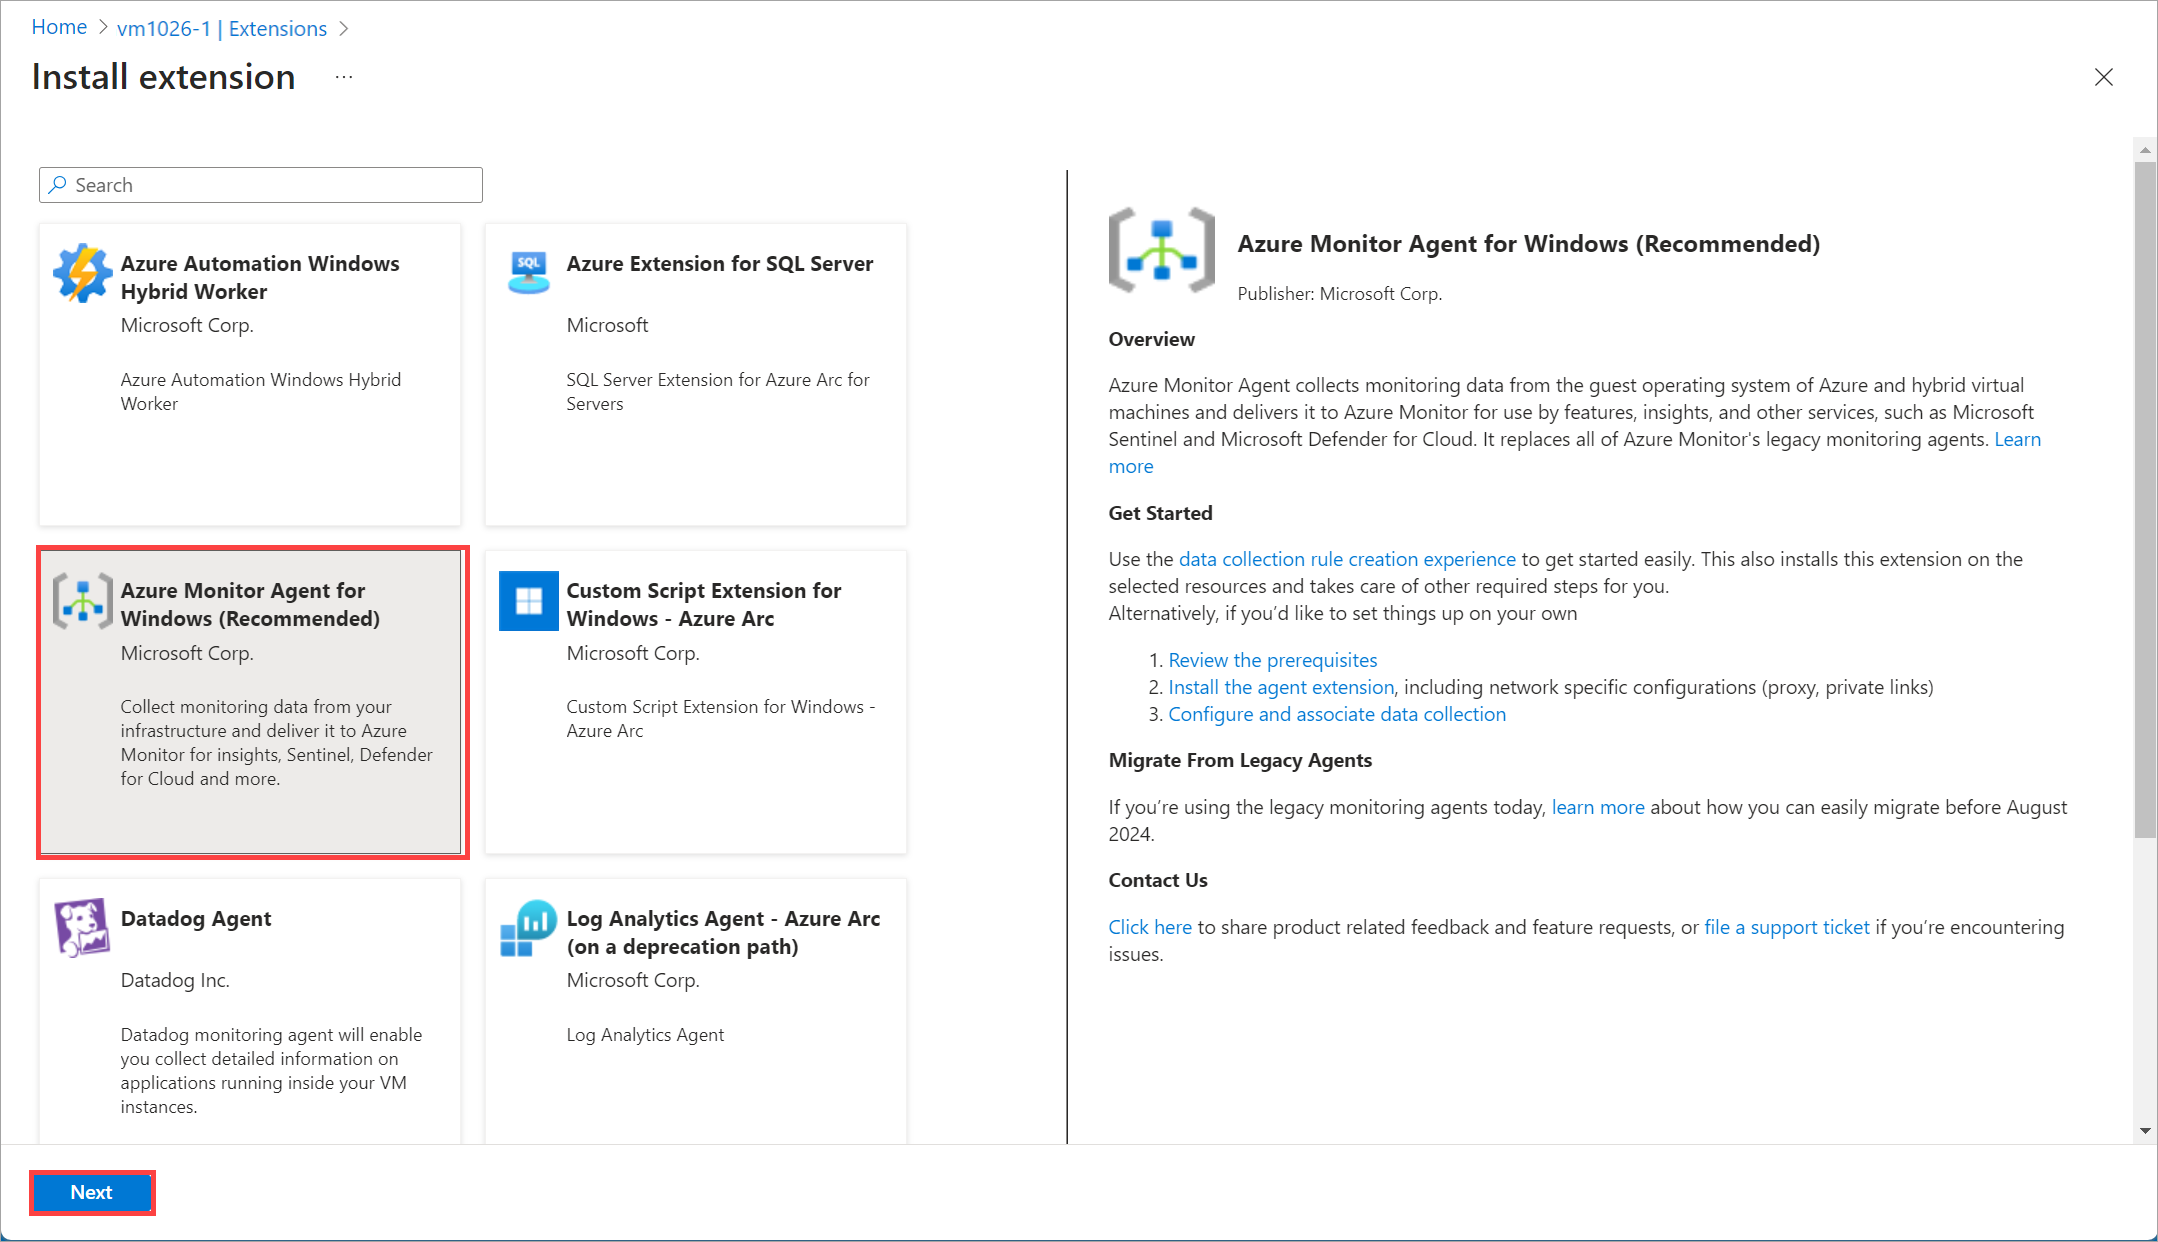 Home > vm1026-1 | Extensions >
Install extension ...
Search
Azure Automation Windows
Hybrid Worker
Microsoft Corp.
Azure Automation Windows Hybrid
Worker
SQL
Azure Extension for SQL Server
Microsoft
SQL Server Extension for Azure Arc for
Servers
Azure Monitor Agent for
Windows (Recommended)
Microsoft Corp.
Collect monitoring data from your
infrastructure and deliver it to Azure
Monitor for insights, Sentinel, Defender
for Cloud and more.
Custom Script Extension for
Windows - Azure Arc
Microsoft Corp.
Custom Script Extension for Windows -
Azure Arc
Datadog Agent
Datadog Inc.
Datadog monitoring agent will enable
you collect detailed information on
applications running inside your VM
instances.
Log Analytics Agent - Azure Arc
(on a deprecation path)
Microsoft Corp.
Log Analytics Agent
Azure Monitor Agent for Windows (Recommended)
Publisher: Microsoft Corp.
Overview
Azure Monitor Agent collects monitoring data from the guest operating system of Azure and hybrid virtual
machines and delivers it to Azure Monitor for use by features, insights, and other services, such as Microsoft
Sentinel and Microsoft Defender for Cloud. It replaces all of Azure Monitor's legacy monitoring agents. Learn
more
Get Started
Use the data collection rule creation experience to get started easily. This also installs this extension on the
selected resources and takes care of other required steps for you.
Alternatively, if you’d like to set things up on your own
1. Review the prerequisites
2. Install the agent extension, including network specific configurations (proxy, private links)
3. Configure and associate data collection
Migrate From Legacy Agents
If you’re using the legacy monitoring agents today, learn more about how you can easily migrate before August
2024.
Contact Us
Click here to share product related feedback and feature requests, or file a support ticket if you’re encountering
issues.
Next